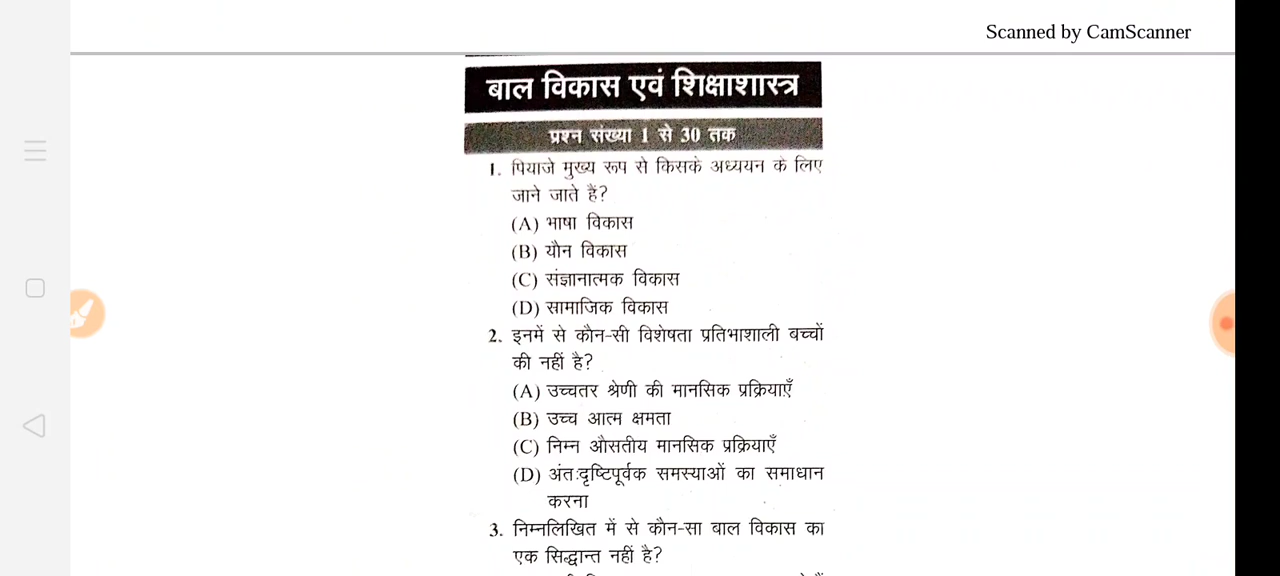 Scanned by CamScanner
बाल विकास एवं शिक्षाशास्त्र
प्रश्न संख्या 1 से 30 तक
1. पियाजे मुख्य रूप से किसके अध्ययन के लिए
जाने जाते हैं?
(A) भाषा विकास
(B) यौन विकास
(C) संज्ञानात्मक विकास
(D) सामाजिक विकास
2. इनमें से कौन-सी विशेषता प्रतिभाशाली बच्चों
की नहीं है?
(A) उच्चतर श्रेणी की मानसिक प्रक्रियाएँ
(B) उच्च आत्म क्षमता
(C) निम्न औसतीय मानसिक प्रक्रियाएँ
(D) अंतःदृष्टिपूर्वक समस्याओं का समाधान
करना
3. निम्नलिखित में से कौन-सा बाल विकास का
एक सिद्धान्त नहीं है?